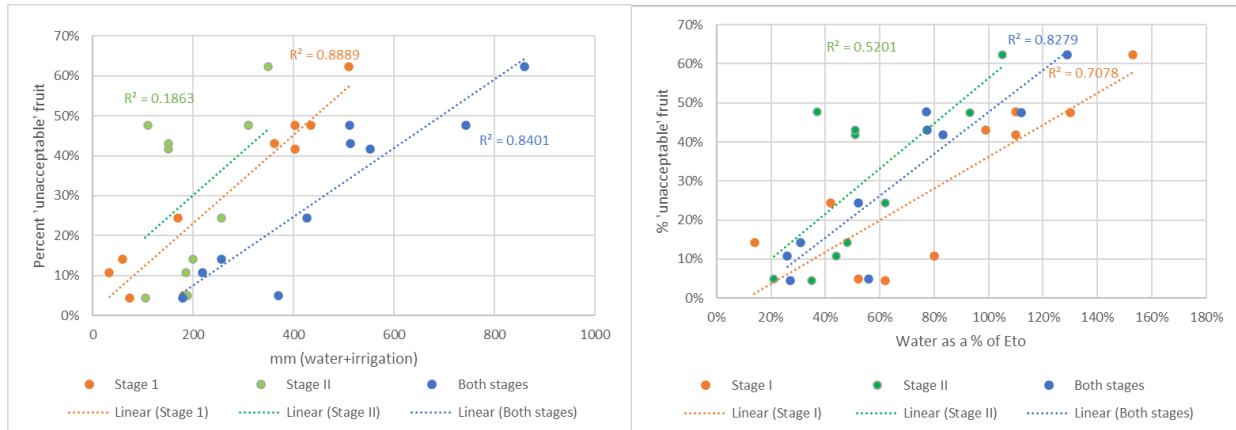 70%
60%
50%
40%
30%
20%
10%
0%
Percent 'unacceptable' fruit
R² = 0.8889
R² = 0.1863
R² = 0.8401
0 200 400 600 800 1000
mm (water+irrigation)
Stage 1 Stage II Both stages
Linear (Stage 1) Linear (Stage II) Linear (Both stages)
70%
60%
50%
40%
30%
20%
10%
0%
% 'unacceptable' fruit
R² = 0.5201
R² = 0.8279
R² = 0.7078
0% 20% 40% 60% 80% 100% 120% 140% 160% 180%
Water as a % of Eto
Stage I Stage II Both stages
Linear (Stage I) Linear (Stage II) Linear (Both stages)